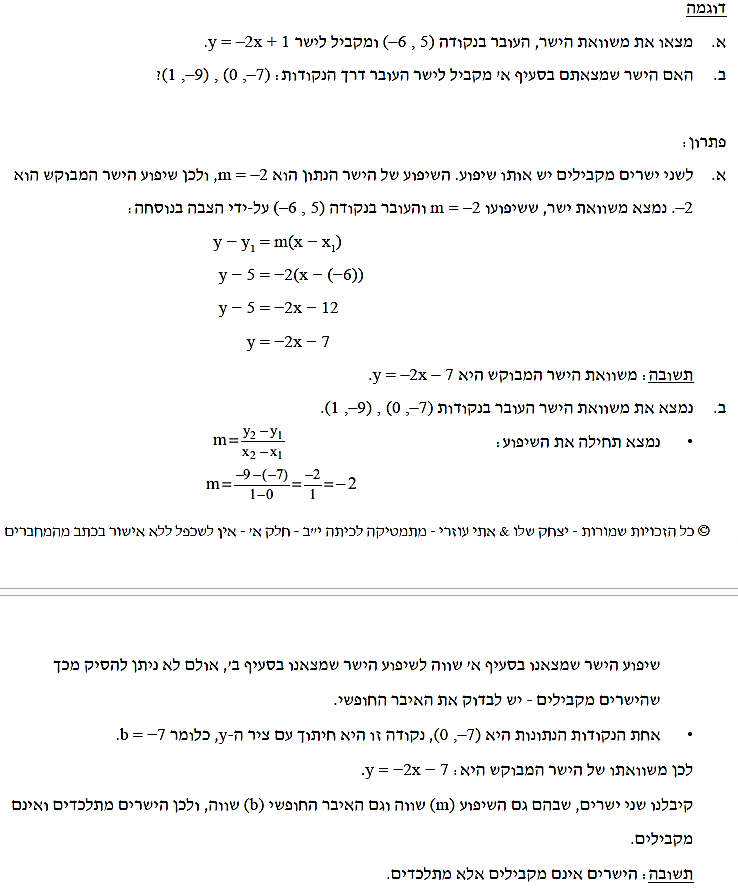 דוגמה
א. מצאו את משוואת הישר, העובר בנקודה (5 , 6–) ומקביל לישר y = –2x + 1.
ב. האם הישר שמצאתם בסעיף א׳ מקביל לישר העובר דרך הנקודות: (0 ,–7) , (1 ,–9)?
פתרון:
א. לשני ישרים מקבילים יש אותו שיפוע. השיפוע של הישר הנתון הוא m = –2, ולכן שיפוע הישר המבוקש הוא
–2. נמצא משוואת ישר, ששיפועו m = –2 והעובר בנקודה (5 , 6–) על-ידי הצבה בנוסחה:
y – y₁ = m(x – x₁)
y – 5 = –2(x – (–6))
y – 5 = –2x – 12
y = –2x – 7
תשובה: משוואת הישר המבוקש היא y = –2x – 7.
ב. נמצא את משוואת הישר העובר בנקודות (0 ,–7) , (1 ,–9).
• נמצא תחילה את השיפוע: m = (y₂ – y₁)/(x₂ – x₁)
m = (–9 – (–7))/(1 – 0) = –2/1 = –2
© כל הזכויות שמורות - יצחק שלו & אתי עוזרי - מתמטיקה לכיתה י״ב - חלק א׳ - אין לשכפל ללא אישור בכתב מהמחברים
שיפוע הישר שמצאנו בסעיף א׳ שווה לשיפוע הישר שמצאנו בסעיף ב׳, אולם לא ניתן להסיק מכך
שהישרים מקבילים - יש לבדוק את האיבר החופשי.
• אחת הנקודות הנתונות היא (0 ,–7), נקודה זו היא חיתוך עם ציר ה-y, כלומר b = –7.
לכן משוואתו של הישר המבוקש היא: y = –2x – 7.
קיבלנו שני ישרים, שבהם גם השיפוע (m) שווה וגם האיבר החופשי (b) שווה, ולכן הישרים מתלכדים ואינם
מקבילים.
תשובה: הישרים אינם מקבילים אלא מתלכדים.